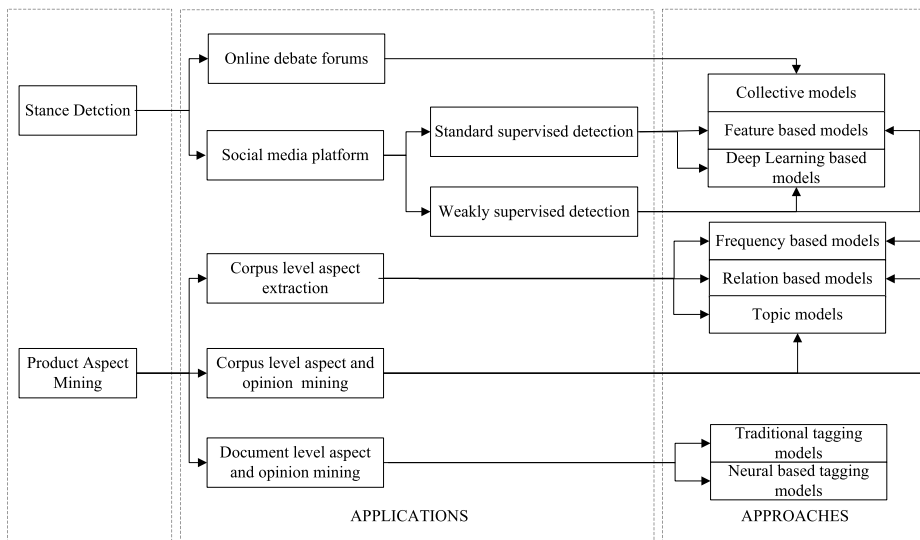 Stance Detction
Online debate forums
Social media platform
Standard supervised detection
Weakly supervised detection
Collective models
Feature based models
Deep Learning based
models
Product Aspect
Mining
Corpus level aspect
extraction
Corpus level aspect and
opinion mining
Document level aspect
and opinion mining
Frequency based models
Relation based models
Topic models
Traditional tagging
models
Neural based tagging
models
APPLICATIONS
APPROACHES